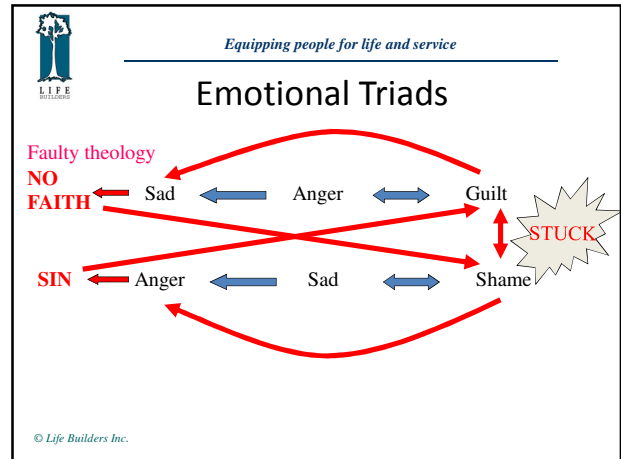 Equipping people for life and service
LIFE
BUILDERS
Emotional Triads
Faulty theology
NO
FAITH
Sad
Anger
Guilt
STUCK
SIN
Anger
Sad
Shame
© Life Builders Inc.